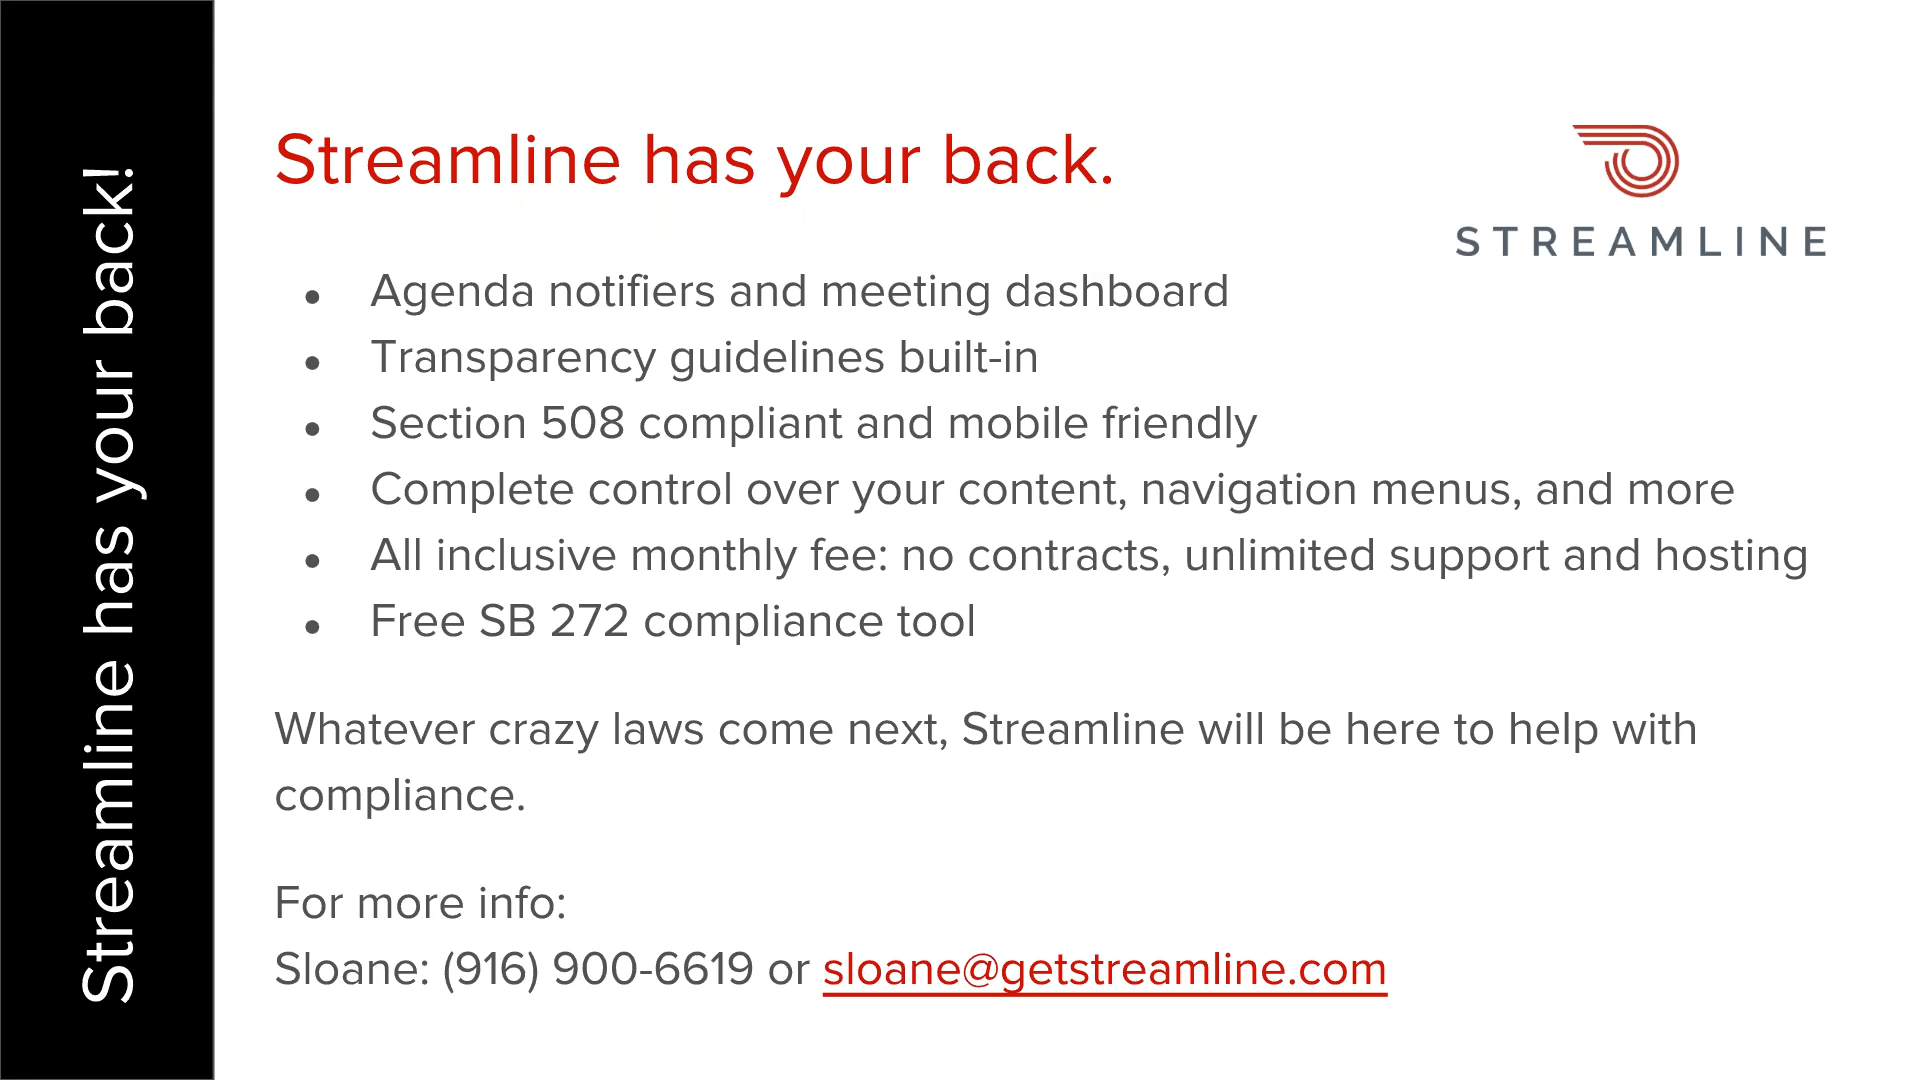 Streamline has your back!
Streamline has your back.
STREAMLINE
• Agenda notifiers and meeting dashboard
• Transparency guidelines built-in
• Section 508 compliant and mobile friendly
• Complete control over your content, navigation menus, and more
• All inclusive monthly fee: no contracts, unlimited support and hosting
• Free SB 272 compliance tool
Whatever crazy laws come next, Streamline will be here to help with
compliance.
For more info:
Sloane: (916) 900-6619 or sloane@getstreamline.com